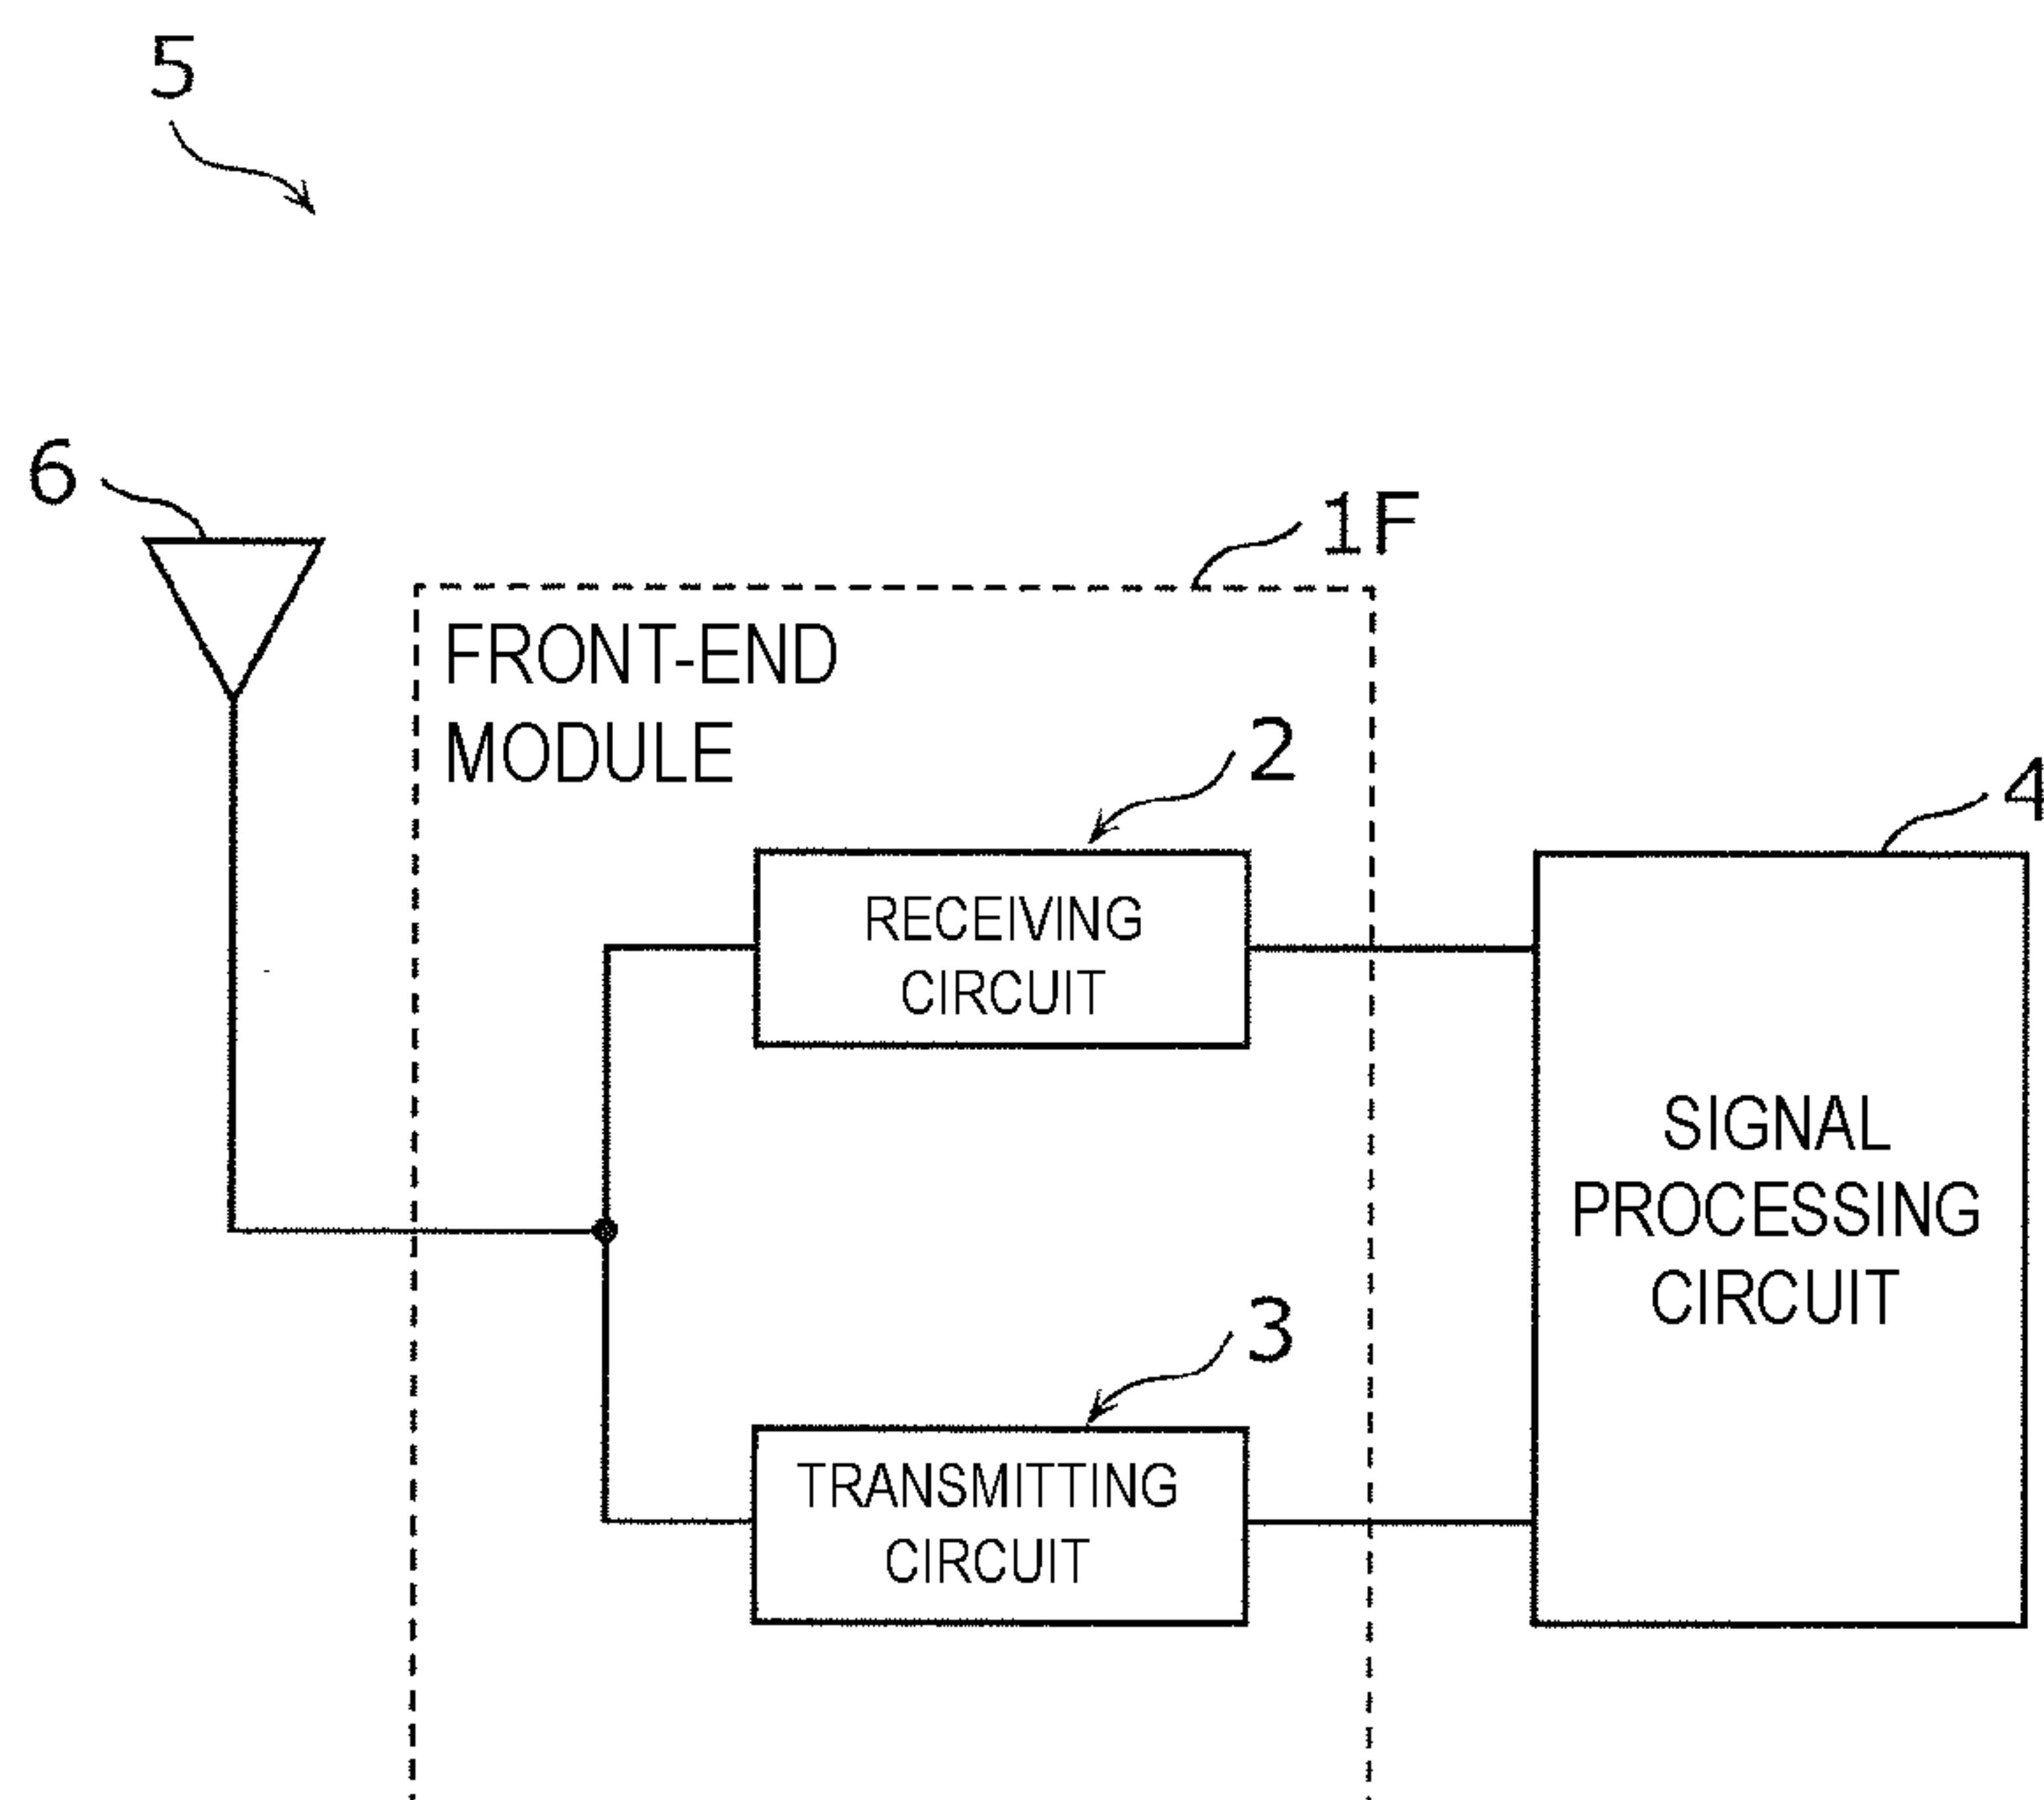 5
6
1F
FRONT-END
MODULE
2
4
RECEIVING
CIRCUIT
SIGNAL
PROCESSING
CIRCUIT
3
TRANSMITTING
CIRCUIT